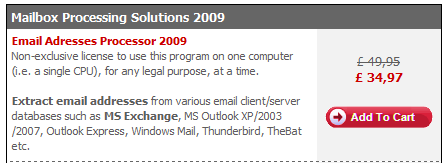 Mailbox Processing Solutions 2009
Email Adresses Processor 2009
Non-exclusive license to use this program on one computer
(i.e. a single CPU), for any legal purpose, at a time.
£ 49,95
£ 34,97
Extract email addresses from various email client/server
databases such as MS Exchange, MS Outlook XP/2003
/2007, Outlook Express, Windows Mail, Thunderbird, TheBat
etc.
Add To Cart